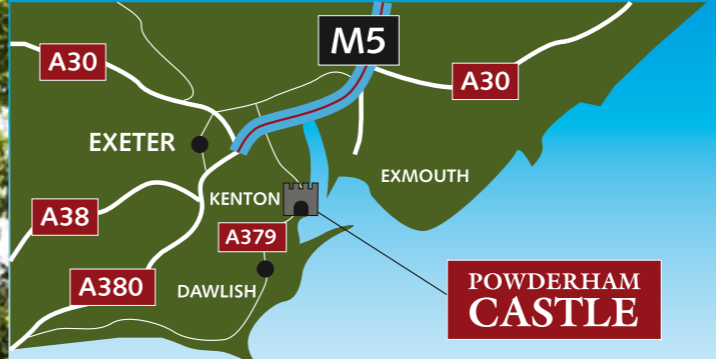 M5
A30
A30
EXETER
EXMOUTH
KENTON
A38
A379
A380
DAWLISH
POWDERHAM
CASTLE